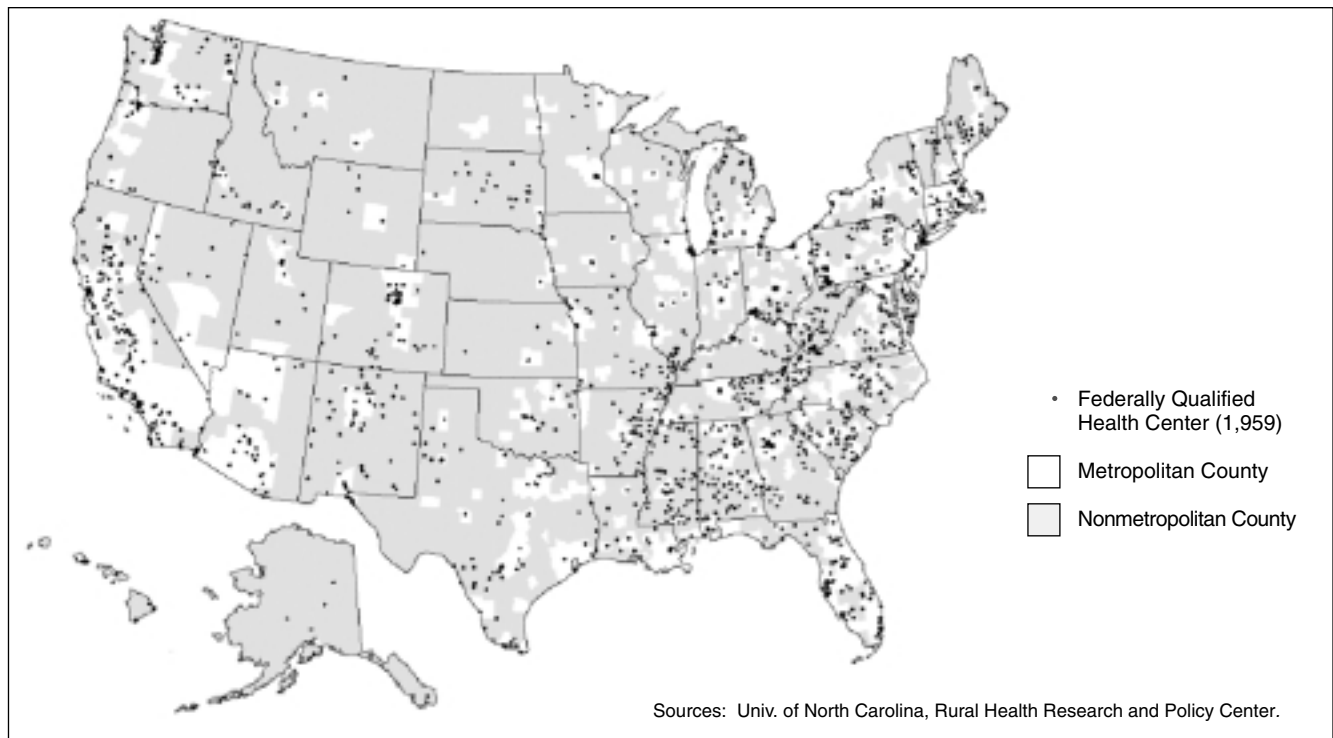 Federally Qualified
Health Center (1,959)
Metropolitan County
Nonmetropolitan County
Sources: Univ. of North Carolina, Rural Health Research and Policy Center.